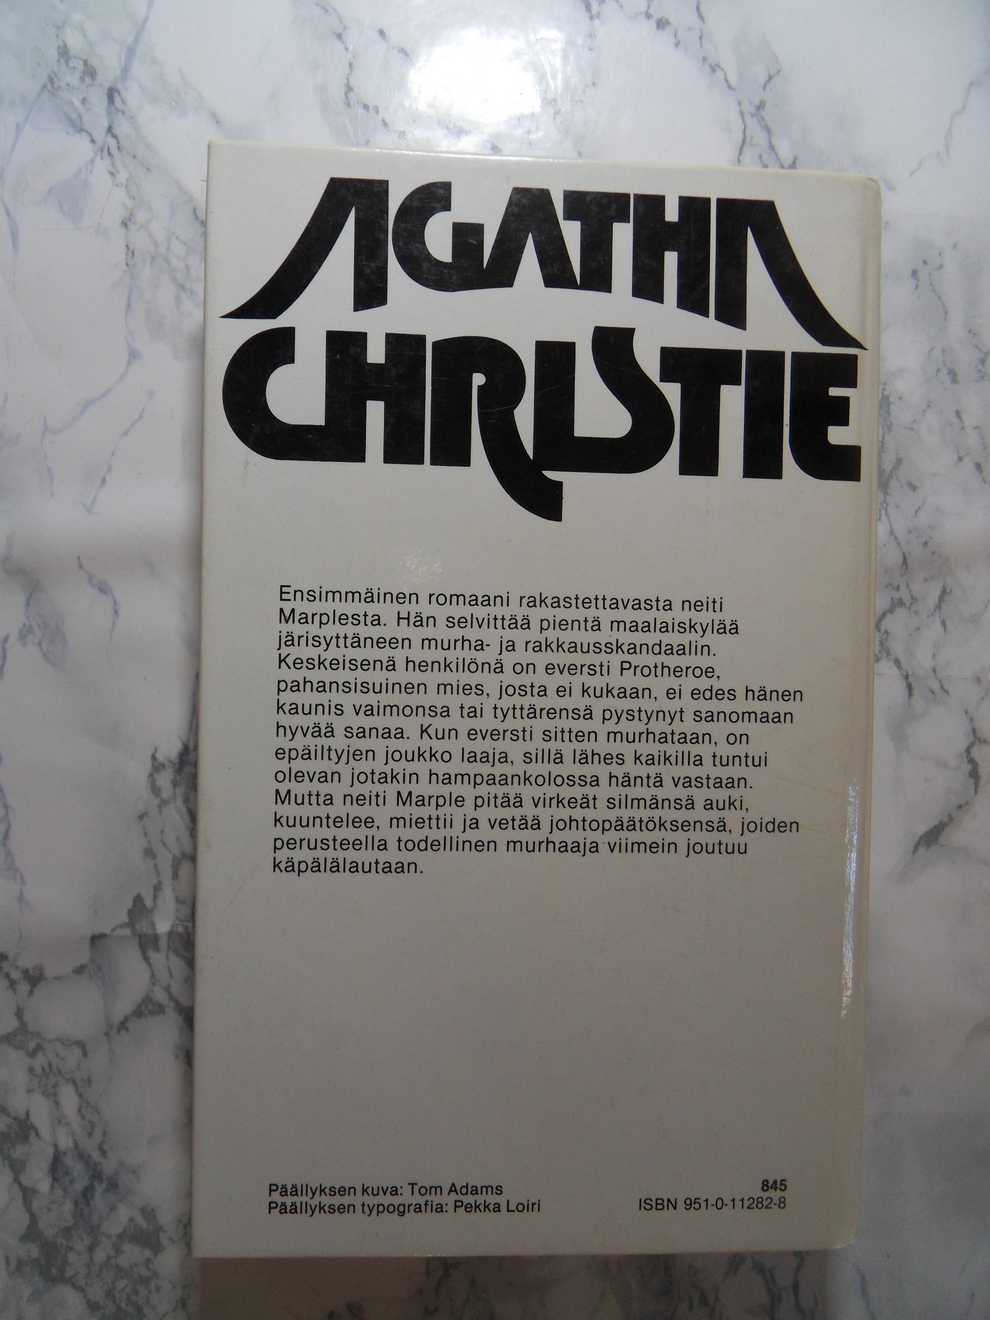 AGATHA
CHRISTIE
Ensimmäinen romaani rakastettavasta neiti
Marplesta. Hän selvittää pientä maalaiskylää
järisyttäneen murha- ja rakkausskandaalin.
Keskeisenä henkilönä on eversti Protheroe,
pahansisuinen mies, josta ei kukaan, ei edes hänen
kaunis vaimonsa tai tyttärensä pystynyt sanomaan
hyvää sanaa. Kun eversti sitten murhataan, on
epäiltyjen joukko laaja, sillä lähes kaikilla tuntui
olevan jotakin hampaankolossa häntä vastaan.
Mutta neiti Marple pitää virkeät silmänsä auki,
kuuntelee, miettii ja vetää johtopäätöksensä, joiden
perusteella todellinen murhaaja viimein joutuu
käpälälautaan.
Päällyksen kuva: Tom Adams
Päällyksen typografia: Pekka Loiri
845
ISBN 951-0-11282-8